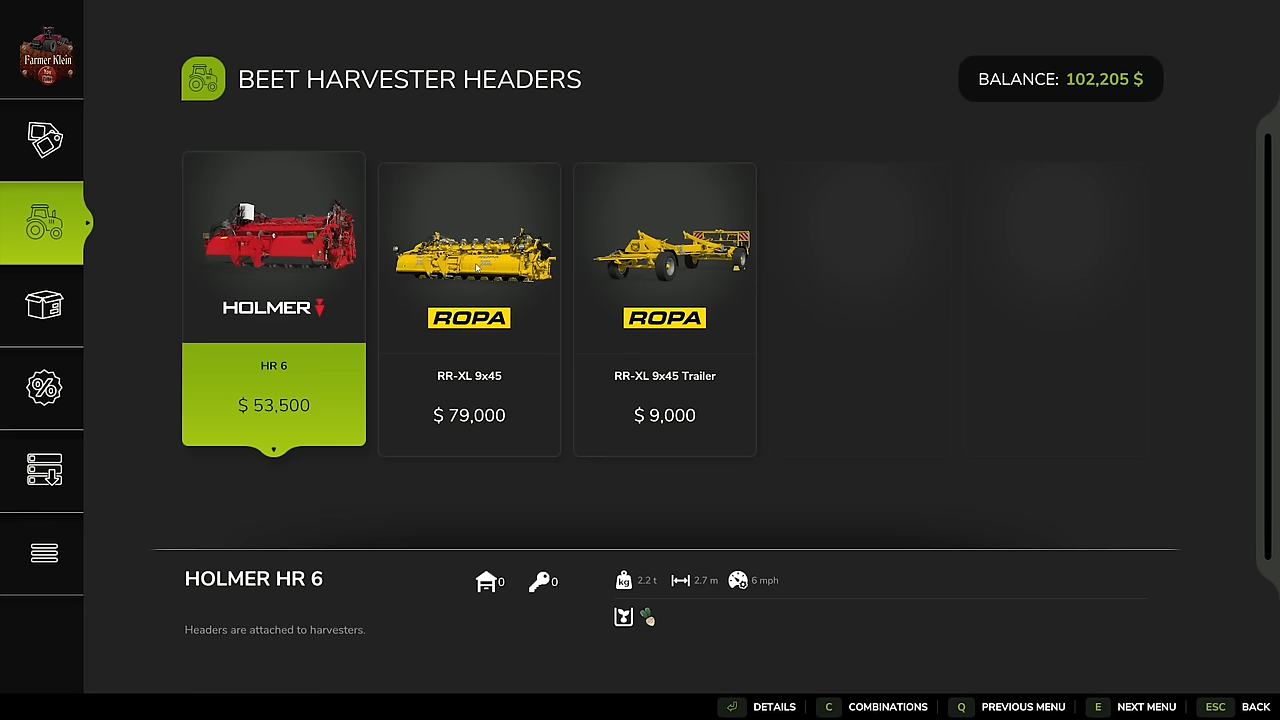 Farmer Klein
You
BEET HARVESTER HEADERS
BALANCE: 102,205 $
HOLMER
ROPA
ROPA
HR 6
RR-XL 9x45
RR-XL 9x45 Trailer
$ 53,500
$ 79,000
$ 9,000
HOLMER HR 6
0
0
kg
2.2 t
2.7 m
6 mph
Headers are attached to harvesters.
DETAILS
C
COMBINATIONS
Q
PREVIOUS MENU
E
NEXT MENU
ESC
BACK